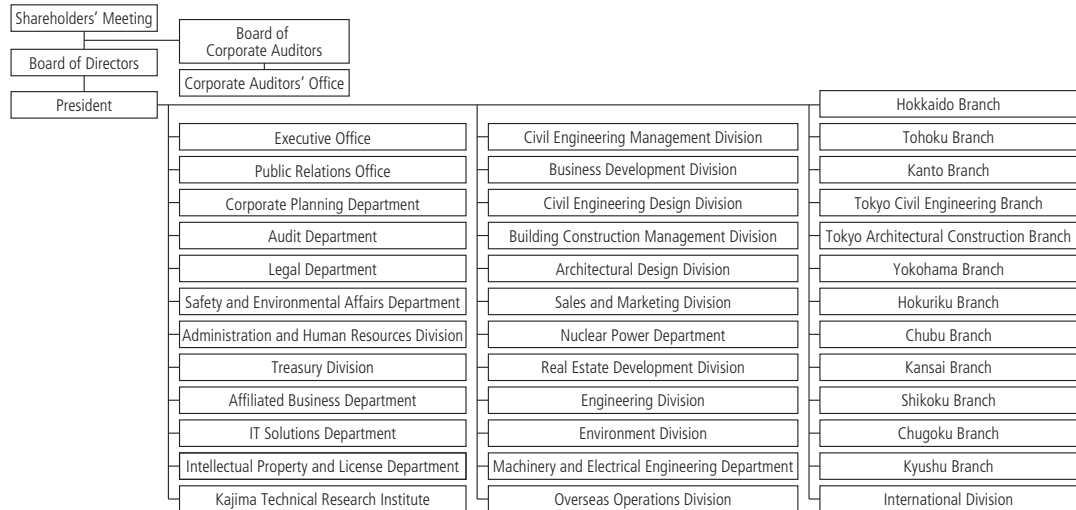 Shareholders' Meeting
Board of
Corporate Auditors
Board of Directors
Corporate Auditors' Office
President
Executive Office
Public Relations Office
Corporate Planning Department
Audit Department
Legal Department
Safety and Environmental Affairs Department
Administration and Human Resources Division
Treasury Division
Affiliated Business Department
IT Solutions Department
Intellectual Property and License Department
Kajima Technical Research Institute
Civil Engineering Management Division
Business Development Division
Civil Engineering Design Division
Building Construction Management Division
Architectural Design Division
Sales and Marketing Division
Nuclear Power Department
Real Estate Development Division
Engineering Division
Environment Division
Machinery and Electrical Engineering Department
Overseas Operations Division
Hokkaido Branch
Tohoku Branch
Kanto Branch
Tokyo Civil Engineering Branch
Tokyo Architectural Construction Branch
Yokohama Branch
Hokuriku Branch
Chubu Branch
Kansai Branch
Shikoku Branch
Chugoku Branch
Kyushu Branch
International Division